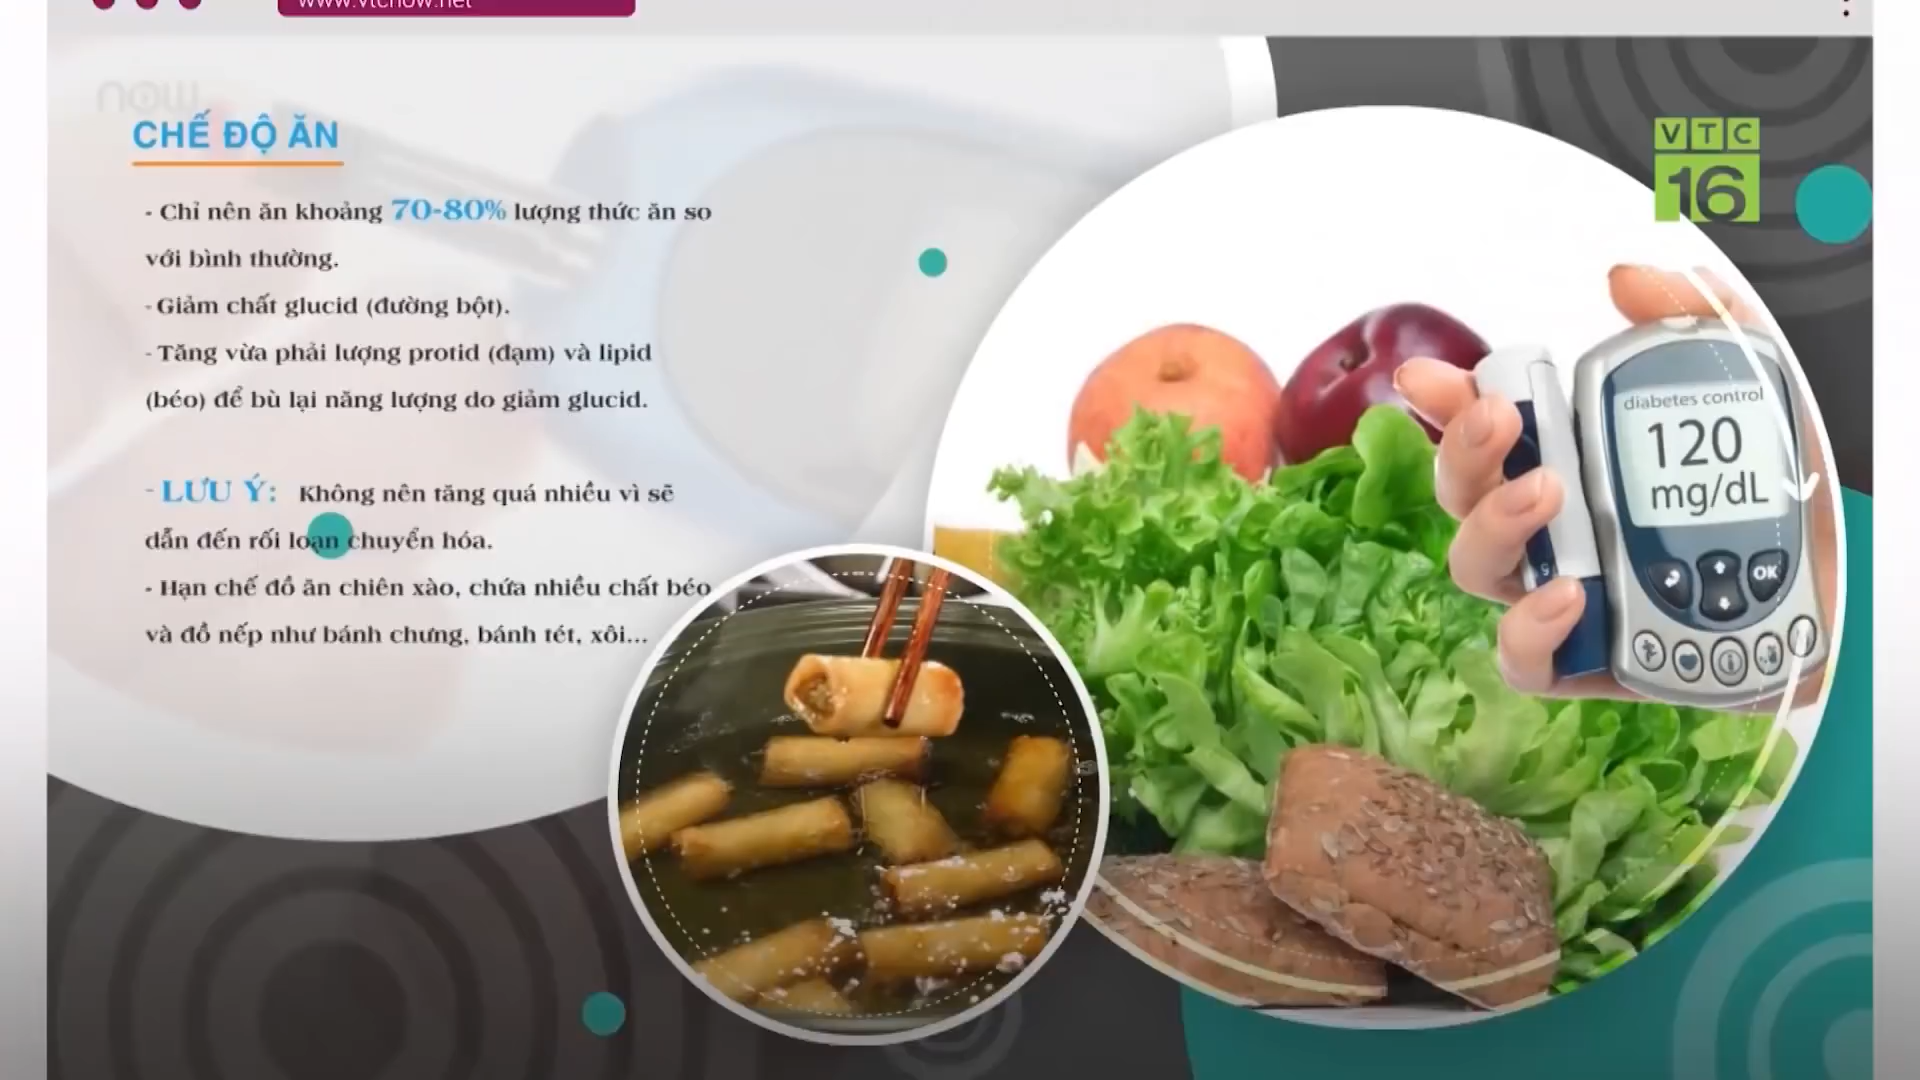 www.vtcnow.net
now
CHẾ ĐỘ ĂN
- Chỉ nên ăn khoảng 70-80% lượng thức ăn so
với bình thường.
- Giảm chất glucid (đường bột).
- Tăng vừa phải lượng protid (đạm) và lipid
(béo) để bù lại năng lượng do giảm glucid.
- LƯU Ý: Không nên tăng quá nhiều vì sẽ
dẫn đến rối loạn chuyển hóa.
- Hạn chế đồ ăn chiên xào, chứa nhiều chất béo
và đồ nếp như bánh chưng, bánh tét, xôi...
VTC
16
diabetes control
120
mg/dL
OK